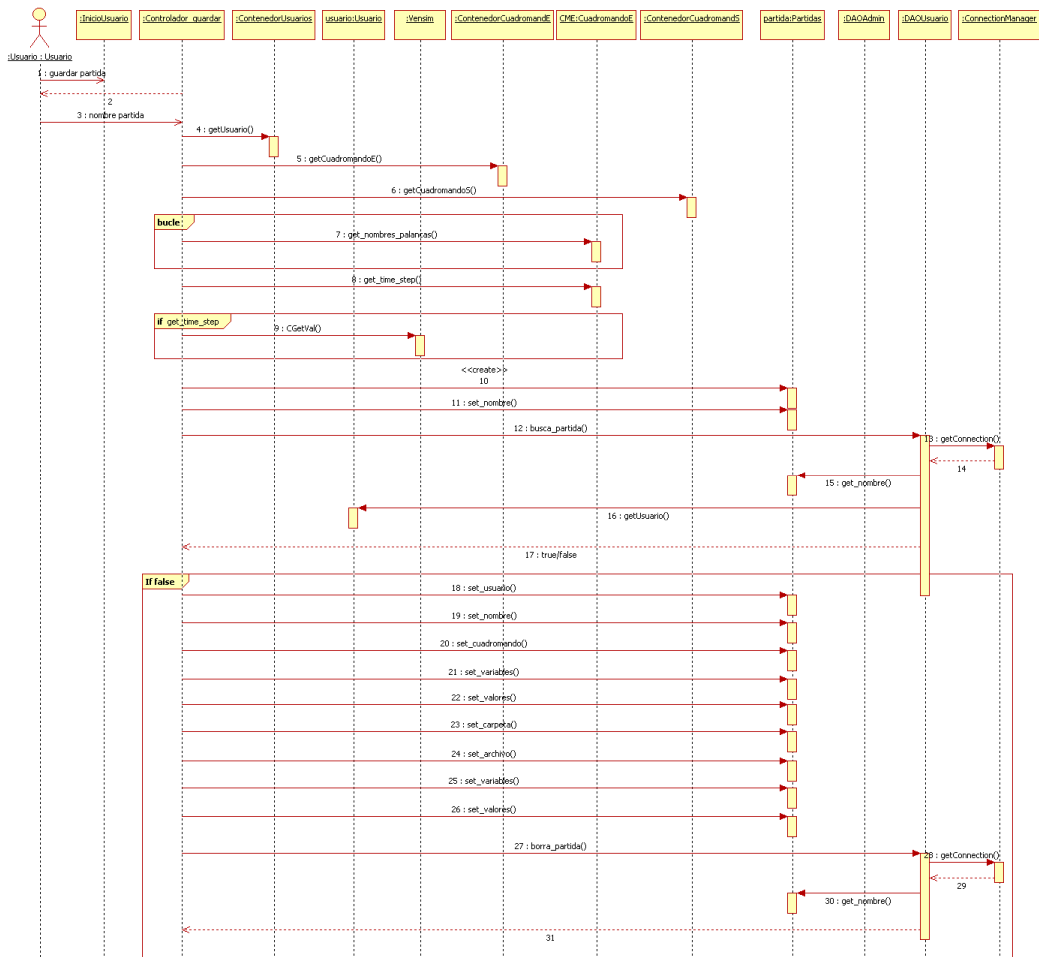 :InicioUsuario
:Controlador_guardar
:ContenedorUsuarios
usuario:Usuario
:Vensim
:ContenedorCuadromandE
CME:CuadromandoE
:ContenedorCuadromandS
partida:Partidas
:DAOAdmin
:DAOUsuario
:ConnectionManager
:Usuario : Usuario
1 : guardar partida
2
3 : nombre partida
4 : getUsuario()
5 : getCuadromandoE()
6 : getCuadromandoS()
bucle
7 : get_nombres_palancas()
8 : get_time_step()
if get_time_step
9 : CGetVal()
<<create>>
10
11 : set_nombre()
12 : busca_partida()
13 : getConnection()
14
15 : get_nombre()
16 : getUsuario()
17 : true/false
If false
18 : set_usuario()
19 : set_nombre()
20 : set_cuadromando()
21 : set_variables()
22 : set_valores()
23 : set_carpeta()
24 : set_archivo()
25 : set_variables()
26 : set_valores()
27 : borra_partida()
28 : getConnection()
29
30 : get_nombre()
31